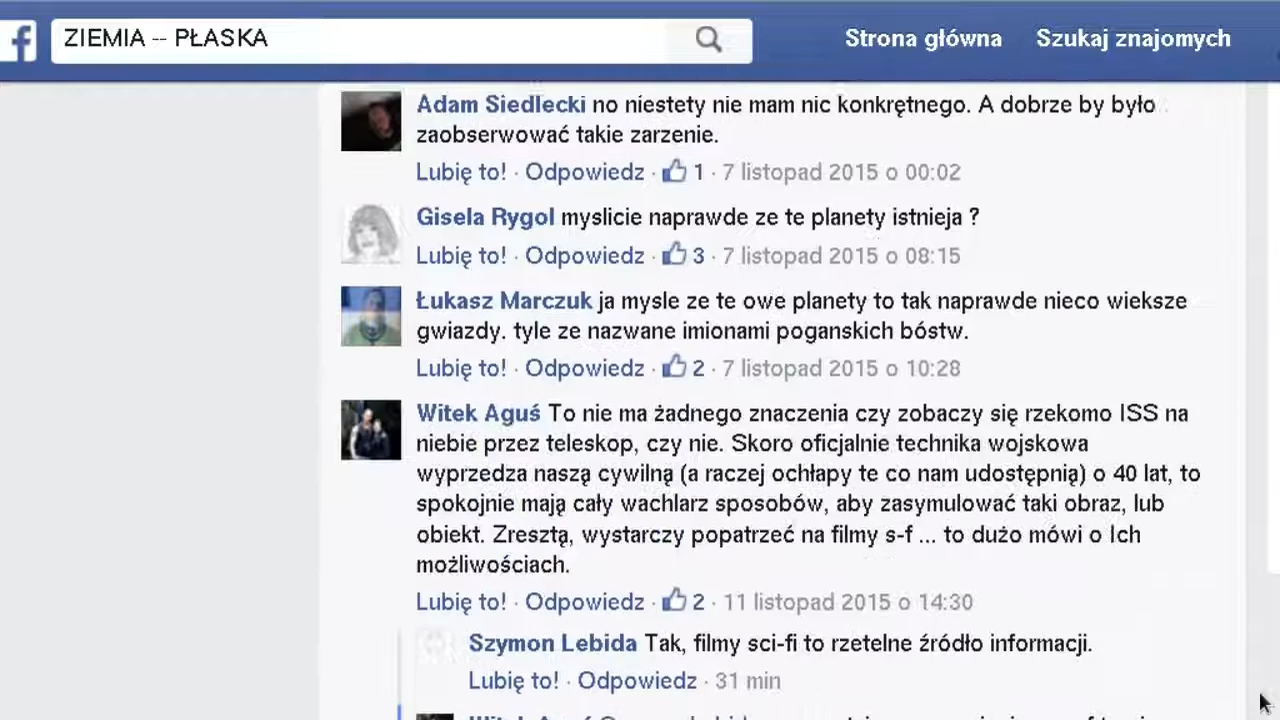 f
ZIEMIA -- PŁASKA
Strona główna
Szukaj znajomych
Adam Siedlecki no niestety nie mam nic konkrętnego. A dobrze by było
zaobserwować takie zarzenie.
Lubię to! · Odpowiedz · 1 · 7 listopad 2015 o 00:02
Gisela Rygol myslicie naprawde ze te planety istnieja ?
Lubię to! · Odpowiedz · 3 · 7 listopad 2015 o 08:15
Łukasz Marczuk ja mysle ze te owe planety to tak naprawde nieco wieksze
gwiazdy. tyle ze nazwane imionami poganskich bóstw.
Lubię to! · Odpowiedz · 2 · 7 listopad 2015 o 10:28
Witek Aguś To nie ma żadnego znaczenia czy zobaczy się rzekomo ISS na
niebie przez teleskop, czy nie. Skoro oficjalnie technika wojskowa
wyprzedza naszą cywilną (a raczej ochłapy te co nam udostępnią) o 40 lat, to
spokojnie mają cały wachlarz sposobów, aby zasymulować taki obraz, lub
obiekt. Zresztą, wystarczy popatrzeć na filmy s-f ... to dużo mówi o Ich
możliwościach.
Lubię to! · Odpowiedz · 2 · 11 listopad 2015 o 14:30
Szymon Lebida Tak, filmy sci-fi to rzetelne źródło informacji.
Lubię to! · Odpowiedz · 31 min